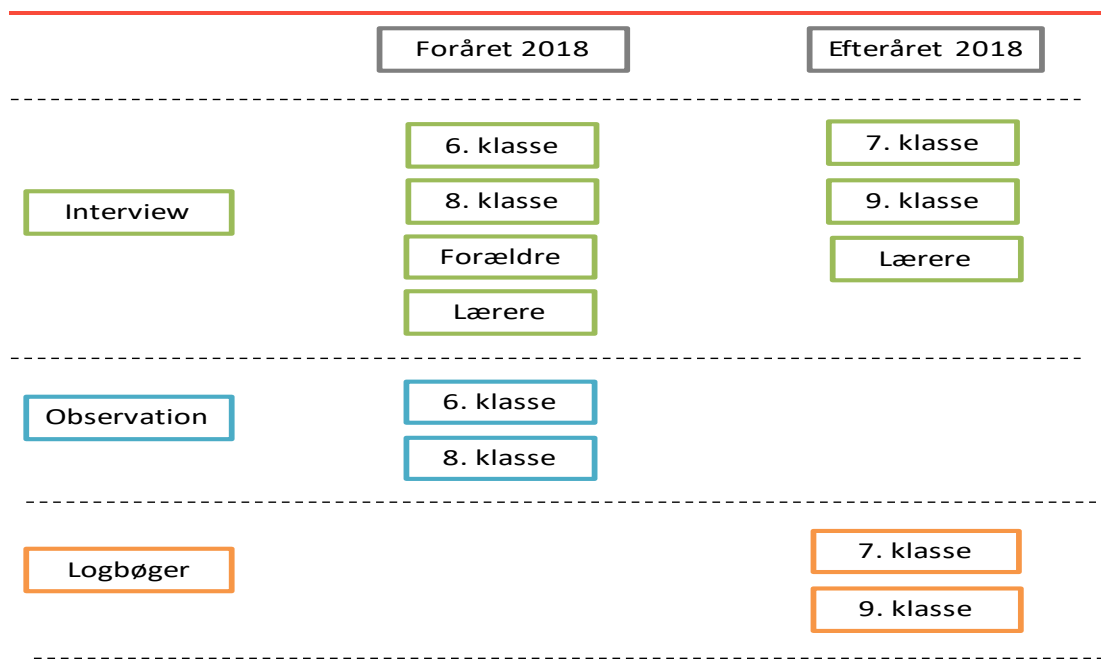 Foråret 2018
Efteråret 2018
Interview
6. klasse
7. klasse
8. klasse
9. klasse
Forældre
Lærere
Lærere
Observation
6. klasse
8. klasse
Logbøger
7. klasse
9. klasse